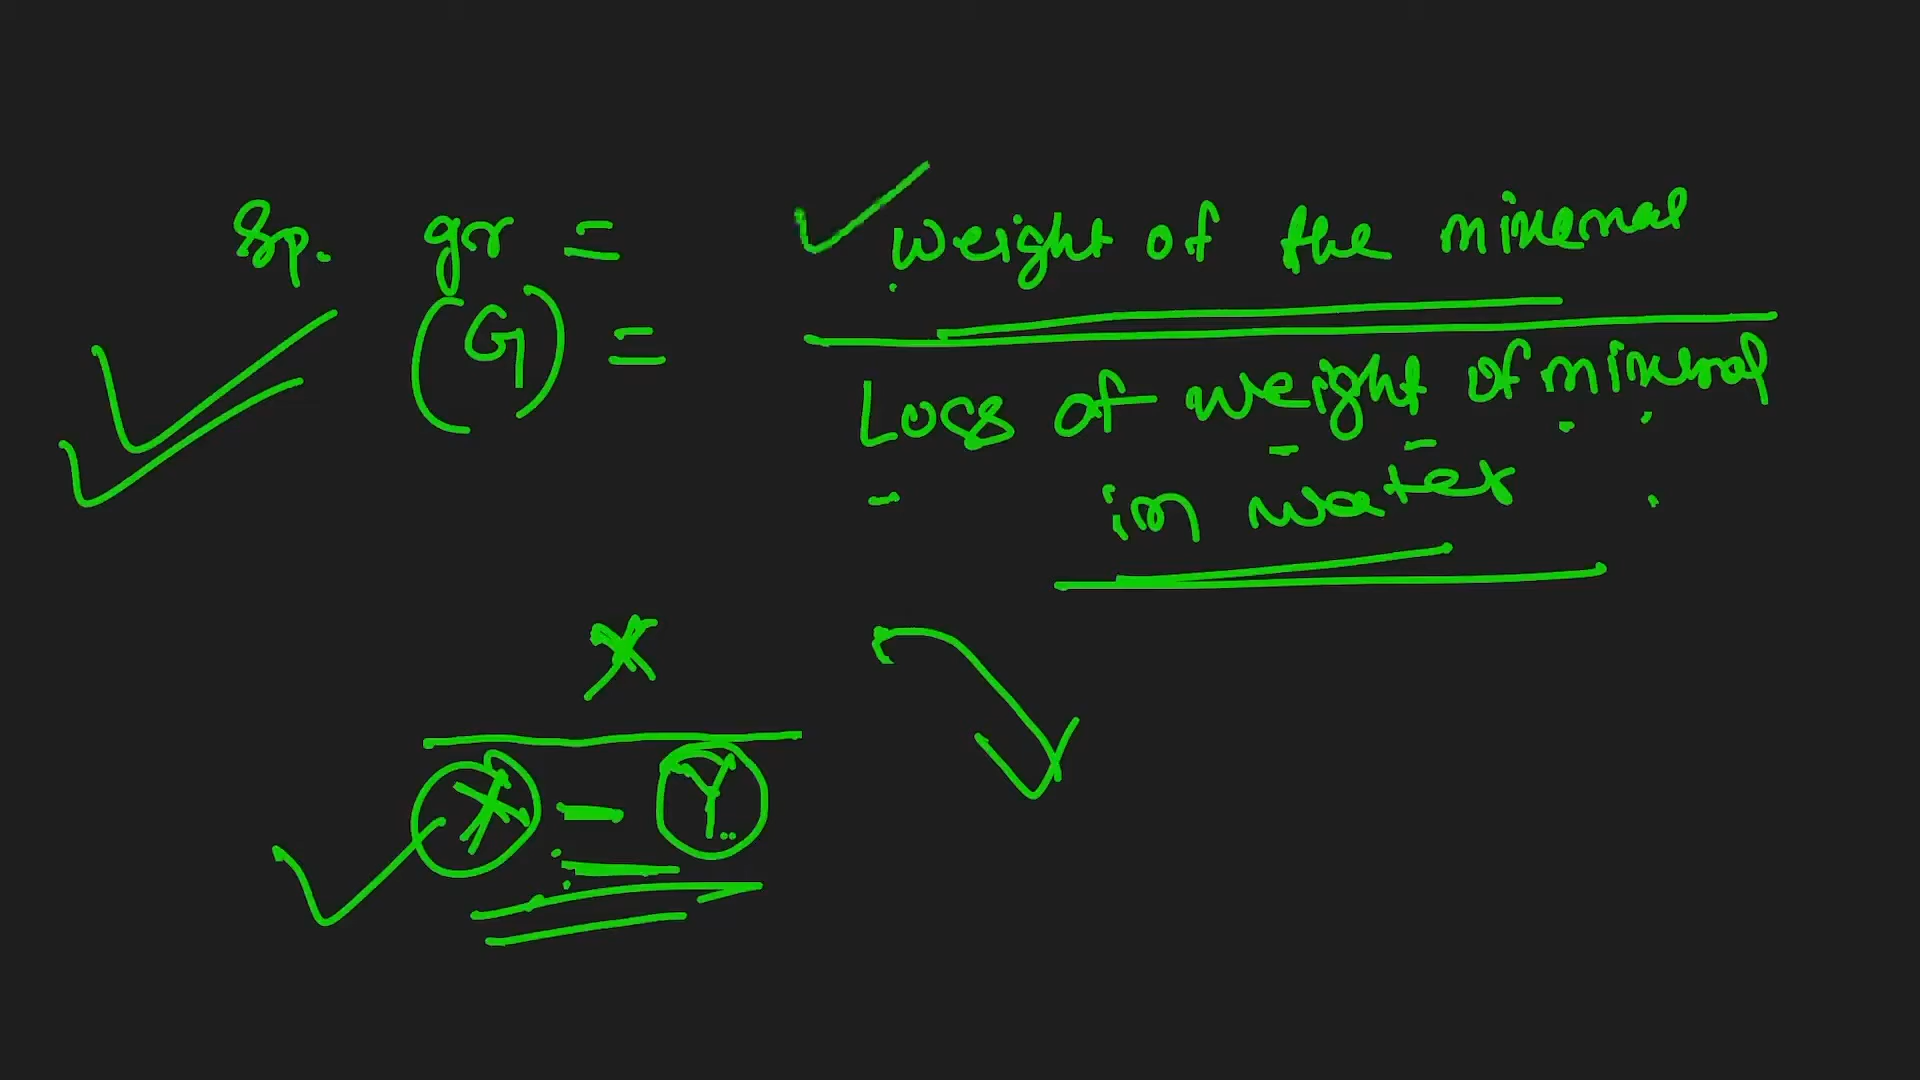 Sp. gr = weight of the mineral
(G) = Loss of weight of mineral
in water
X
X - Y